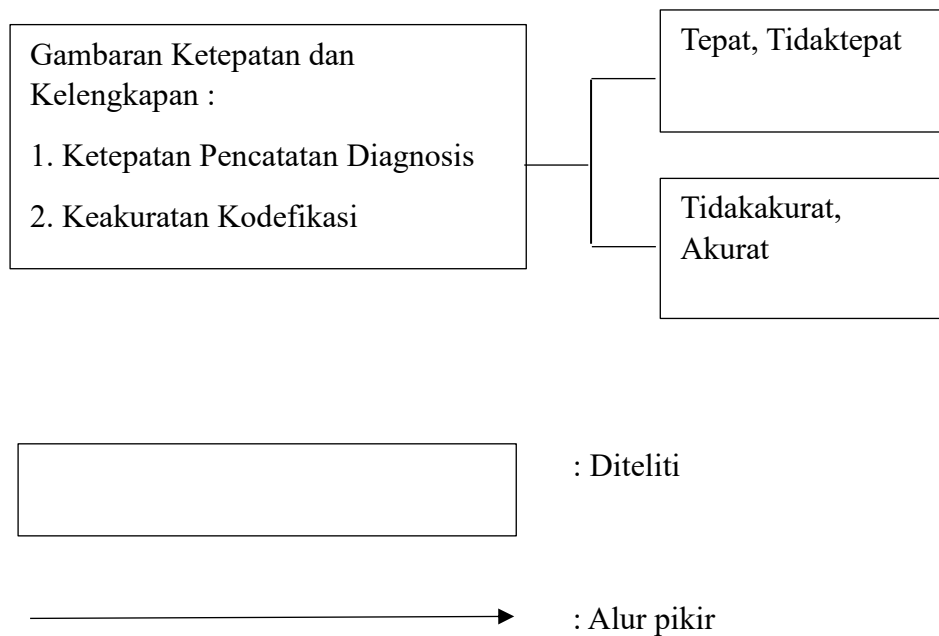 Gambaran Ketepatan dan
Kelengkapan :
1. Ketepatan Pencatatan Diagnosis
2. Keakuratan Kodefikasi
Tepat, Tidaktepat
Tidakakurat,
Akurat
: Diteliti
: Alur pikir